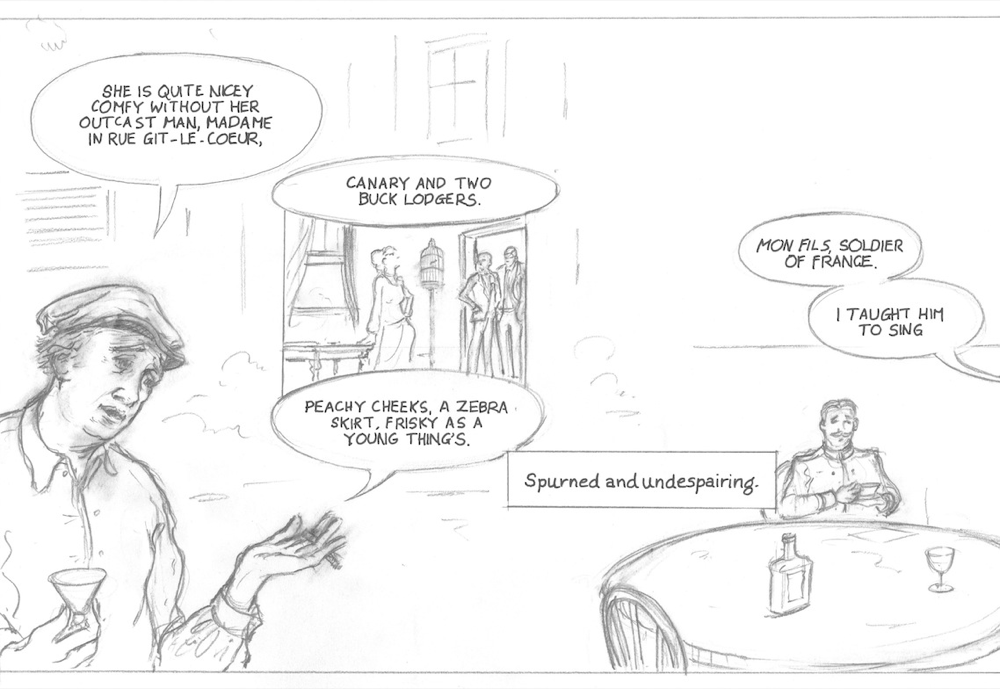 SHE IS QUITE NICEY
COMFY WITHOUT HER
OUTCAST MAN, MADAME
IN RUE GIT-LE-COEUR,
CANARY AND TWO
BUCK LODGERS.
PEACHY CHEEKS, A ZEBRA
SKIRT, FRISKY AS A
YOUNG THING'S.
Spurned and undespairing.
MON FILS, SOLDIER
OF FRANCE.
I TAUGHT HIM
TO SING